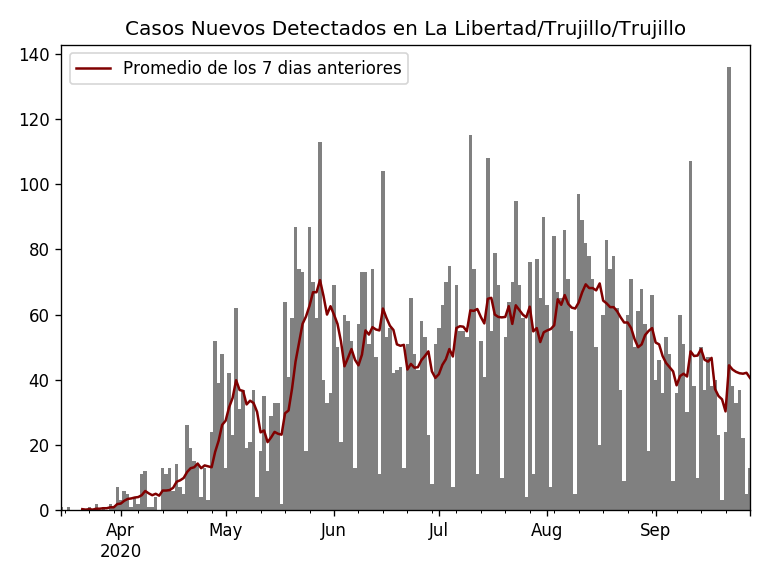 Casos Nuevos Detectados en La Libertad/Trujillo/Trujillo
Promedio de los 7 dias anteriores
140
120
100
80
60
40
20
0
Apr
2020
May
Jun
Jul
Aug
Sep